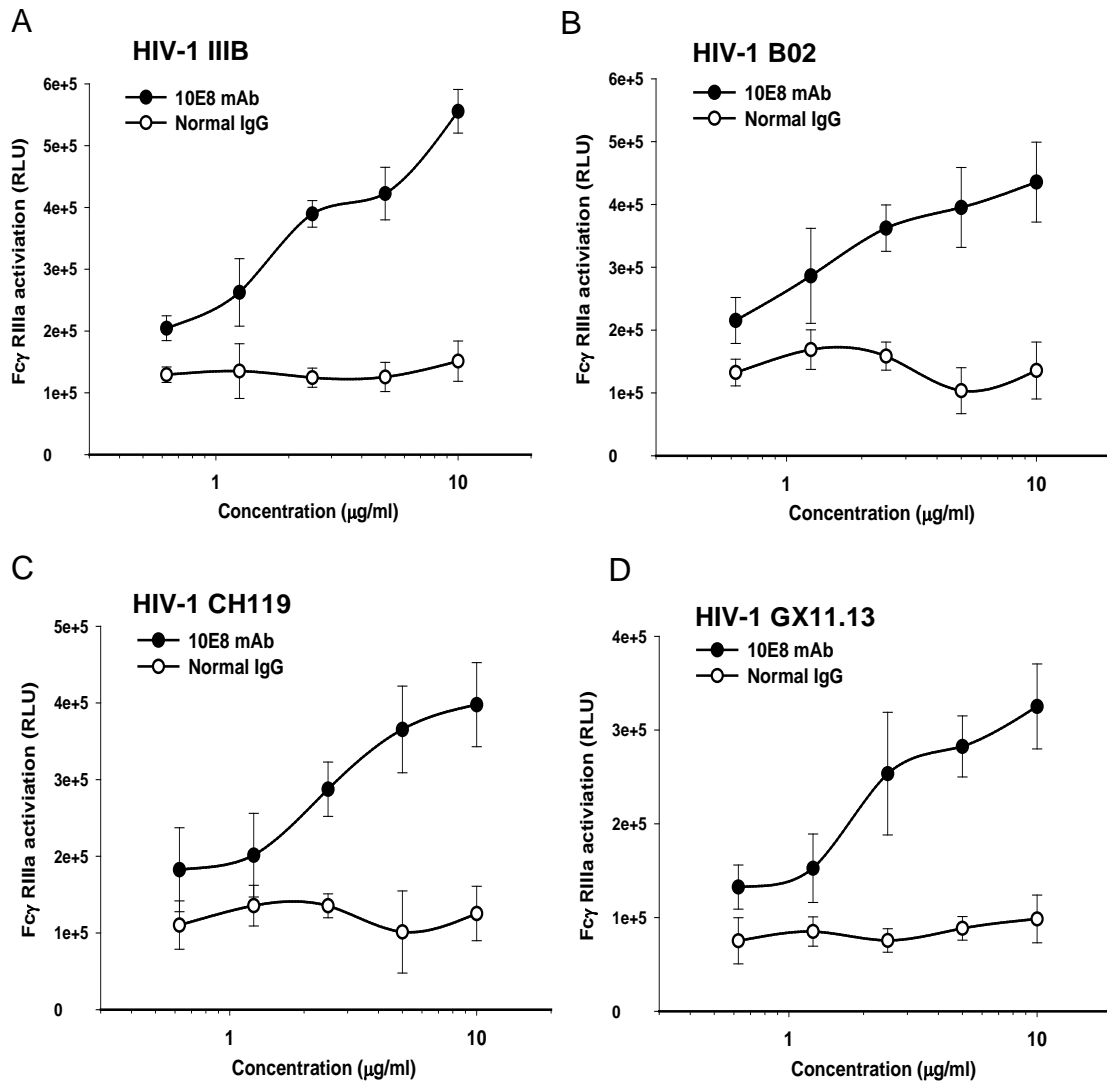 A
HIV-1 IIIB
10E8 mAb
Normal IgG
Fcγ RIIIa activiation (RLU)
6e+5
5e+5
4e+5
3e+5
2e+5
1e+5
0
1 10
Concentration (μg/ml)
B
HIV-1 B02
10E8 mAb
Normal IgG
Fcγ RIIIa activiation (RLU)
6e+5
5e+5
4e+5
3e+5
2e+5
1e+5
0
1 10
Concentration (μg/ml)
C
HIV-1 CH119
10E8 mAb
Normal IgG
Fcγ RIIIa activiation (RLU)
5e+5
4e+5
3e+5
2e+5
1e+5
0
1 10
Concentration (μg/ml)
D
HIV-1 GX11.13
10E8 mAb
Normal IgG
Fcγ RIIIa activiation (RLU)
4e+5
3e+5
2e+5
1e+5
0
1 10
Concentration (μg/ml)